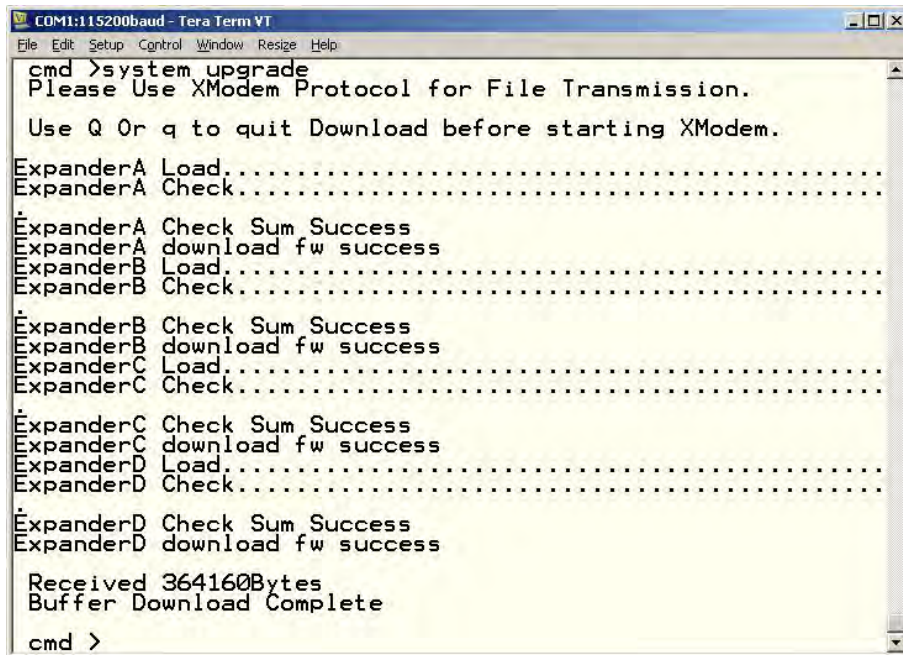 COM1:115200baud - Tera Term VT
File Edit Setup Control Window Resize Help
cmd >system upgrade
Please Use XModem Protocol for File Transmission.
Use Q Or q to quit Download before starting XModem.
ExpanderA Load.............................................
ExpanderA Check............................................
.
ExpanderA Check Sum Success
ExpanderA download fw success
ExpanderB Load.............................................
ExpanderB Check............................................
.
ExpanderB Check Sum Success
ExpanderB download fw success
ExpanderC Load.............................................
ExpanderC Check............................................
.
ExpanderC Check Sum Success
ExpanderC download fw success
ExpanderD Load.............................................
ExpanderD Check............................................
.
ExpanderD Check Sum Success
ExpanderD download fw success
Received 364160Bytes
Buffer Download Complete
cmd >